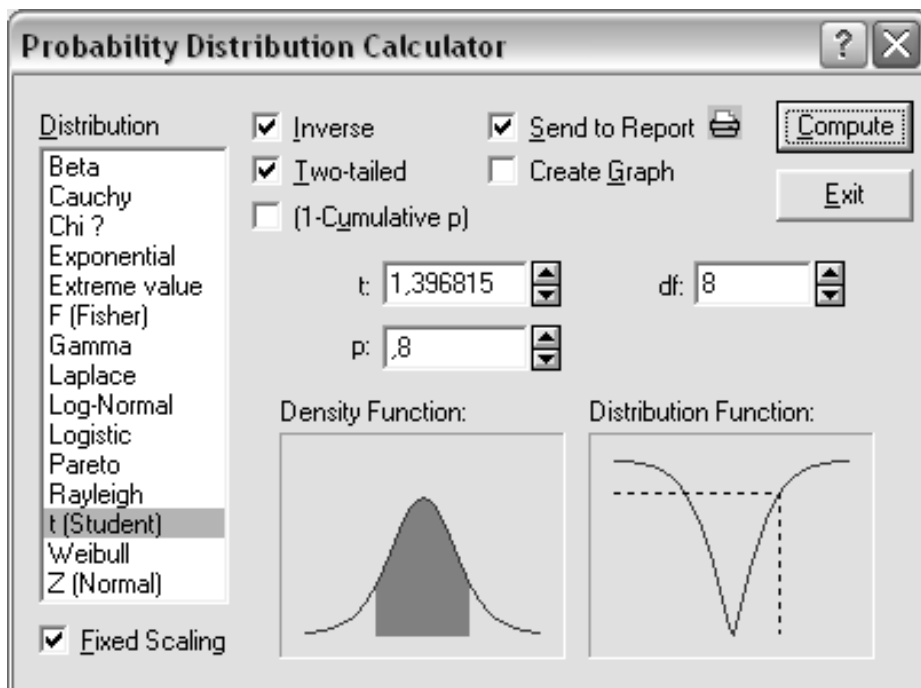 Probability Distribution Calculator
Distribution
Beta
Cauchy
Chi ?
Exponential
Extreme value
F (Fisher)
Gamma
Laplace
Log-Normal
Logistic
Pareto
Rayleigh
t (Student)
Weibull
Z (Normal)
Fixed Scaling
Inverse
Two-tailed
(1-Cumulative p)
Send to Report
Create Graph
Compute
Exit
t: 1,396815
df: 8
p: ,8
Density Function:
Distribution Function: